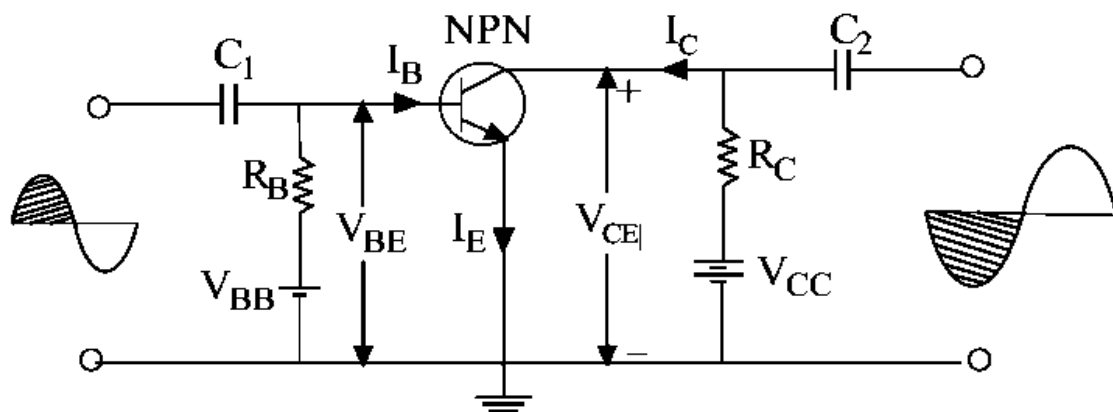 NPN
C1
IB
IC
C2
+
RB
VBE
IE
VCE|
RC
VBB
VCC
−